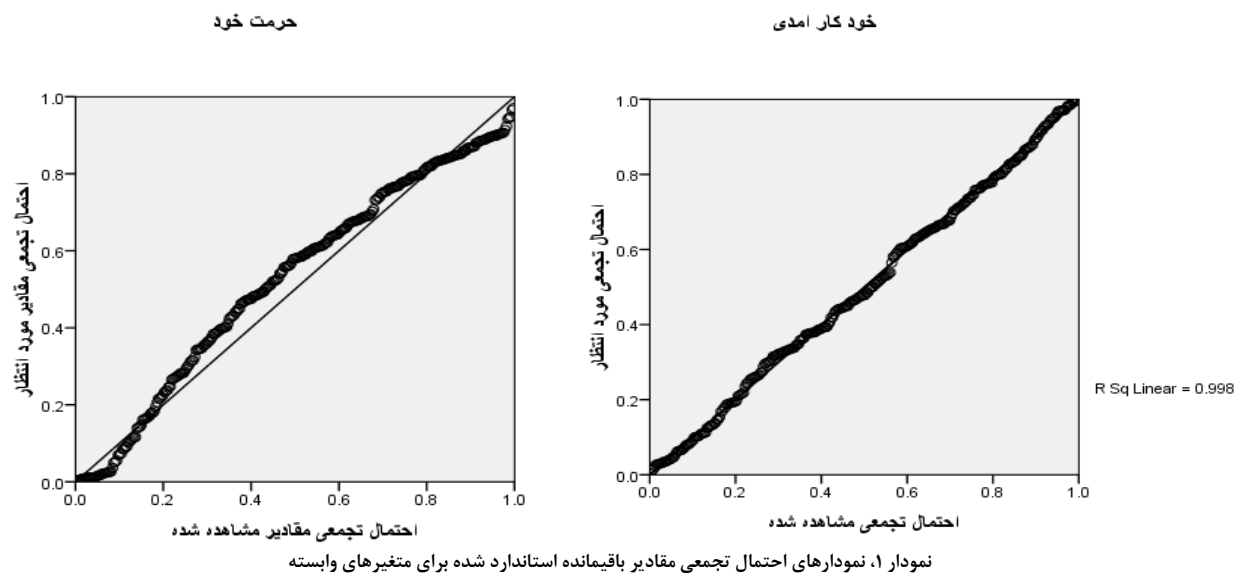 حرمت خود
خود کار امدی
1.0
0.8
0.6
0.4
0.2
0.0
0.0 0.2 0.4 0.6 0.8 1.0
احتمال تجمعی مقادیر مورد انتظار
احتمال تجمعی مقادیر مشاهده شده
1.0
0.8
0.6
0.4
0.2
0.0
0.0 0.2 0.4 0.6 0.8 1.0
احتمال تجمعی مورد انتظار
احتمال تجمعی مشاهده شده
R Sq Linear = 0.998
نمودار ۱، نمودارهای احتمال تجمعی مقادیر باقیمانده استاندارد شده برای متغیرهای وابسته